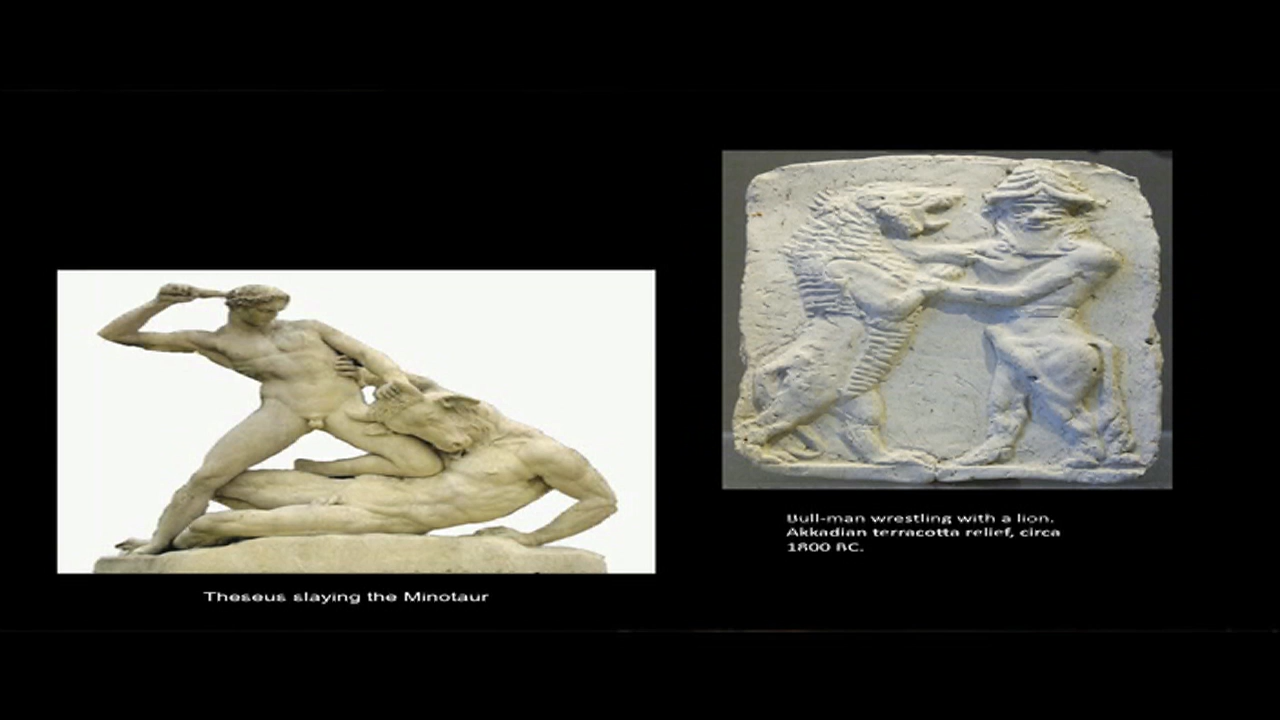 Bull-man wrestling with a lion.
Akkadian terracotta relief, circa
1800 BC.
Theseus slaying the Minotaur